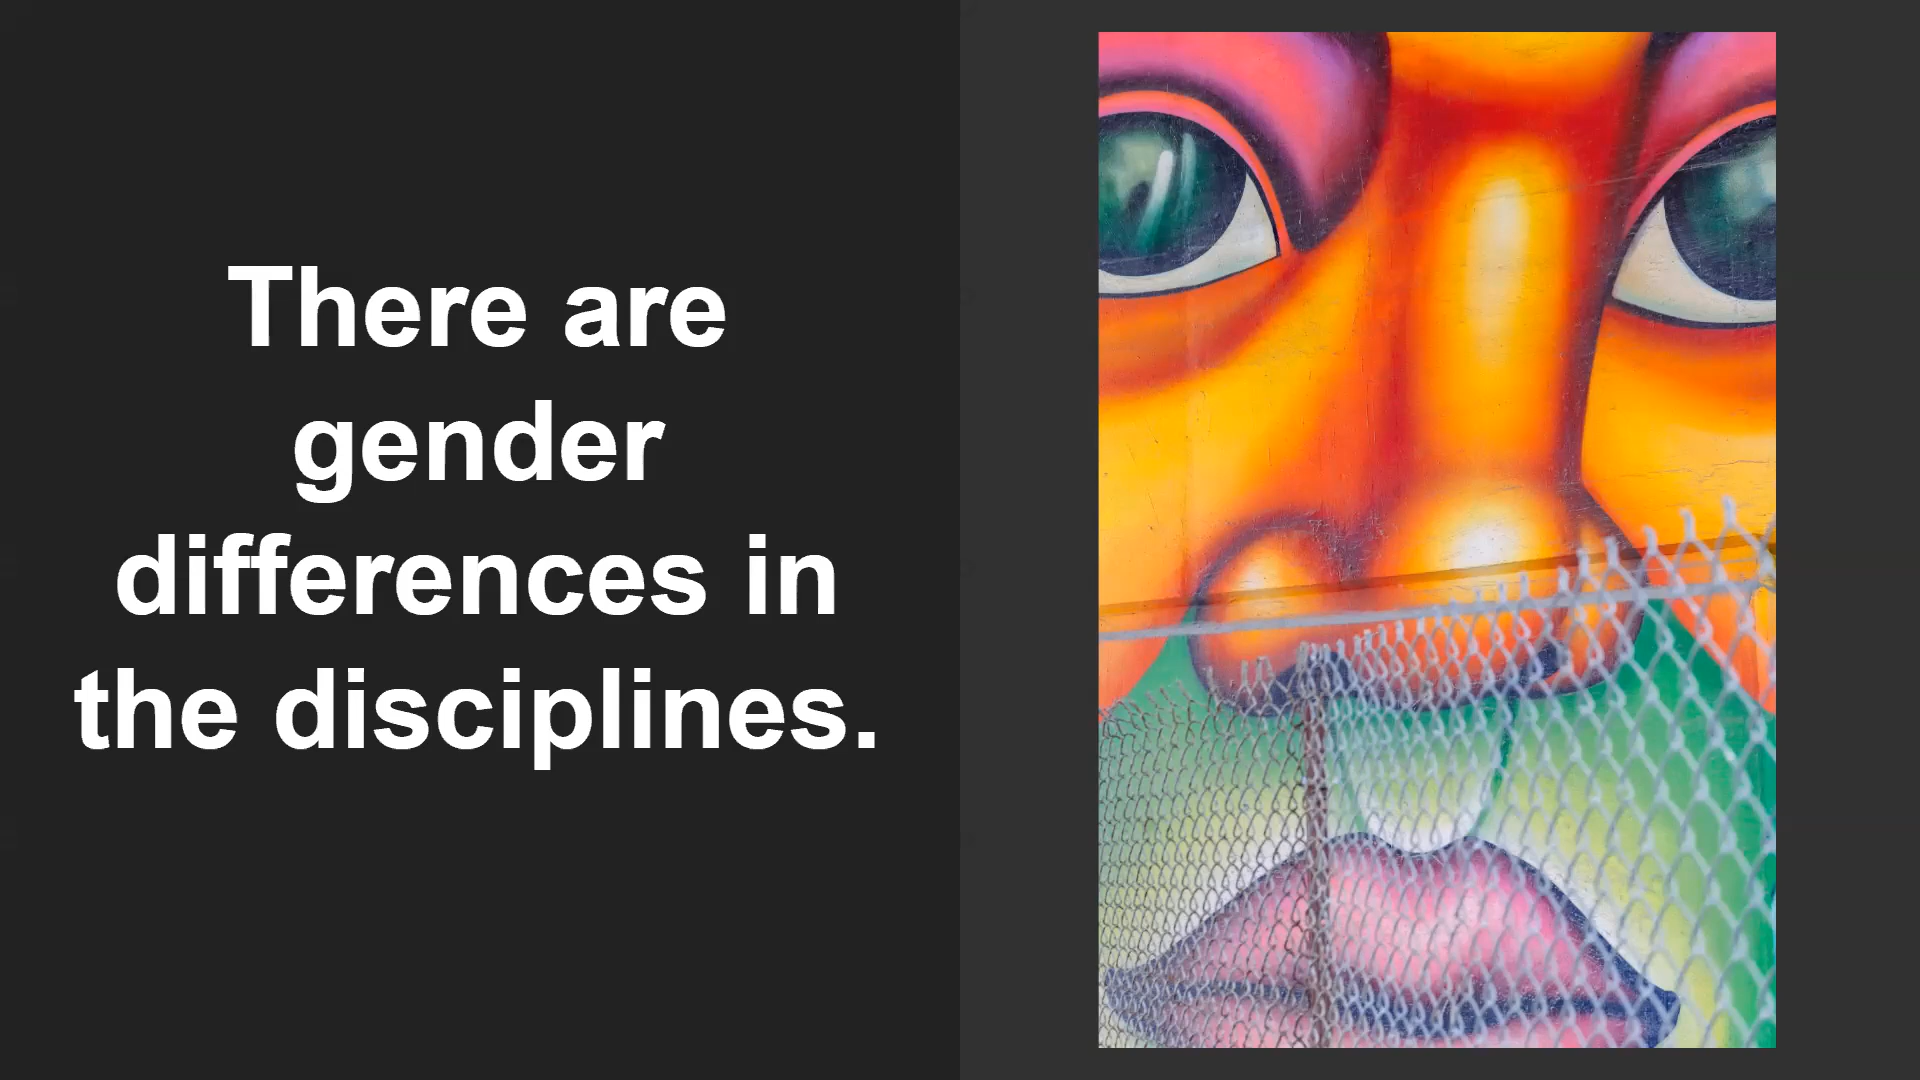 There are
gender
differences in
the disciplines.